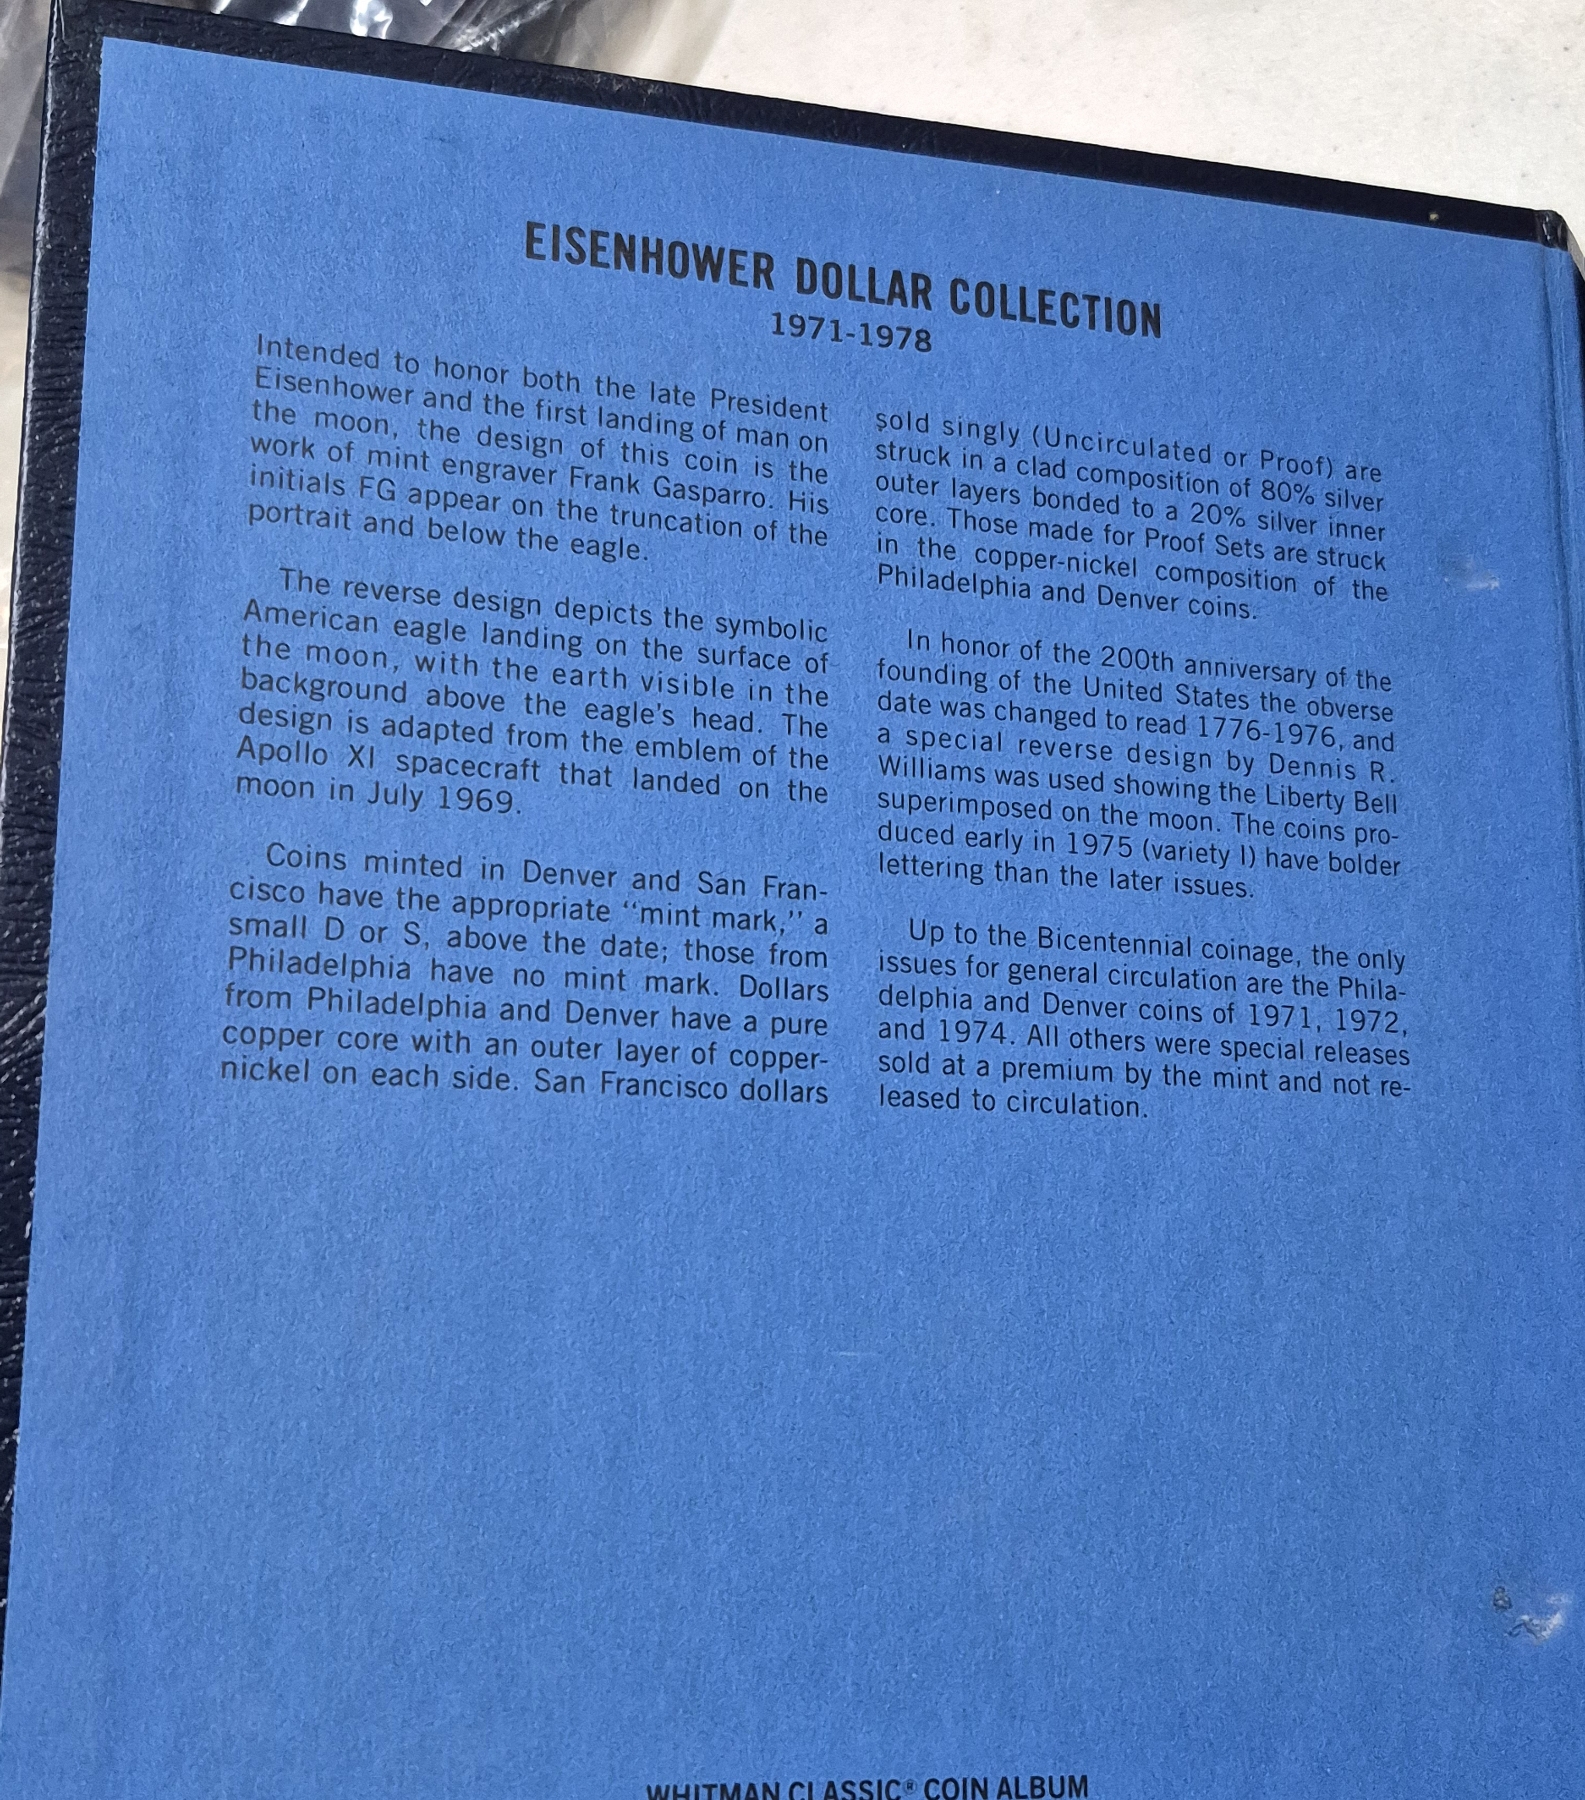 EISENHOWER DOLLAR COLLECTION
1971-1978
Intended to honor both the late President
Eisenhower and the first landing of man on
the moon, the design of this coin is the
work of mint engraver Frank Gasparro. His
initials FG appear on the truncation of the
portrait and below the eagle.
The reverse design depicts the symbolic
American eagle landing on the surface of
the moon, with the earth visible in the
background above the eagle's head. The
design is adapted from the emblem of the
Apollo XI spacecraft that landed on the
moon in July 1969.
Coins minted in Denver and San Fran-
cisco have the appropriate "mint mark," a
small D or S, above the date; those from
Philadelphia have no mint mark. Dollars
from Philadelphia and Denver have a pure
copper core with an outer layer of copper-
nickel on each side. San Francisco dollars
sold singly (Uncirculated or Proof) are
struck in a clad composition of 80% silver
outer layers bonded to a 20% silver inner
core. Those made for Proof Sets are struck
in the copper-nickel composition of the
Philadelphia and Denver coins.
In honor of the 200th anniversary of the
founding of the United States the obverse
date was changed to read 1776-1976, and
a special reverse design by Dennis R.
Williams was used showing the Liberty Bell
superimposed on the moon. The coins pro-
duced early in 1975 (variety I) have bolder
lettering than the later issues.
Up to the Bicentennial coinage, the only
issues for general circulation are the Phila-
delphia and Denver coins of 1971, 1972,
and 1974. All others were special releases
sold at a premium by the mint and not re-
leased to circulation.
WHITMAN CLASSIC® COIN ALBUM